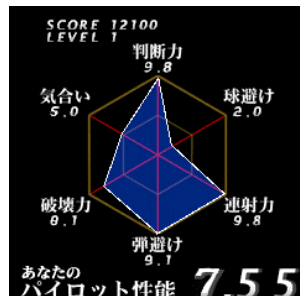 SCORE 12100
LEVEL 1
判断力
9.8
気合い
5.0
球避け
2.0
破壊力
8.1
連射力
9.8
弾避け
9.1
あなたの
パイロット性能 7.55